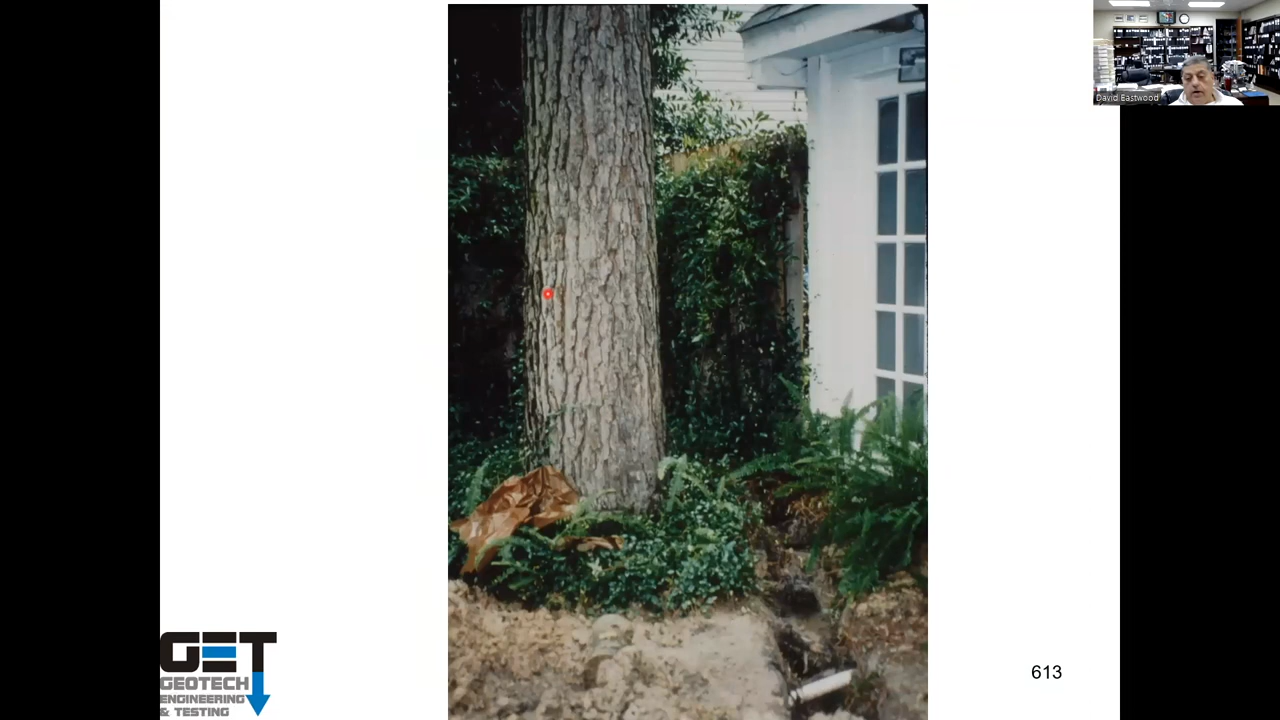 David Eastwood
GET
GEOTECH
ENGINEERING
& TESTING
613